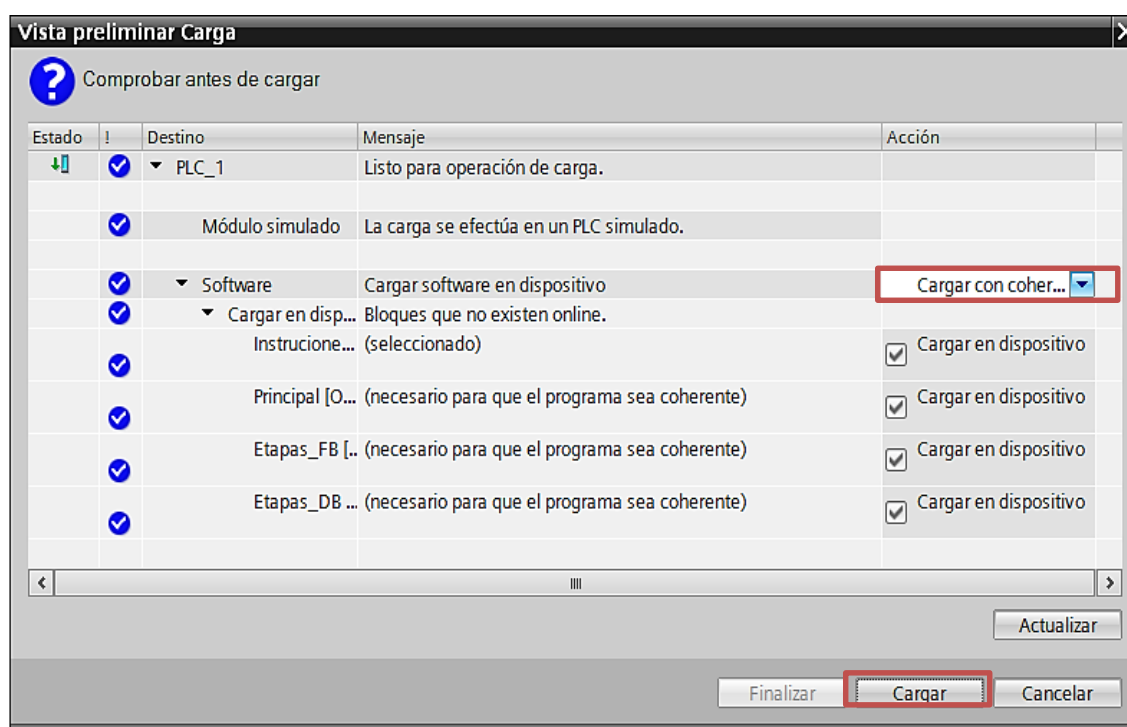 Vista preliminar Carga
Comprobar antes de cargar
Estado ! Destino Mensaje Acción
PLC_1 Listo para operación de carga.
Módulo simulado La carga se efectúa en un PLC simulado.
Software Cargar software en dispositivo Cargar con coher...
Cargar en disp... Bloques que no existen online.
Instrucione... (seleccionado) Cargar en dispositivo
Principal [O... (necesario para que el programa sea coherente) Cargar en dispositivo
Etapas_FB [.. (necesario para que el programa sea coherente) Cargar en dispositivo
Etapas_DB ... (necesario para que el programa sea coherente) Cargar en dispositivo
Actualizar
Finalizar Cargar Cancelar